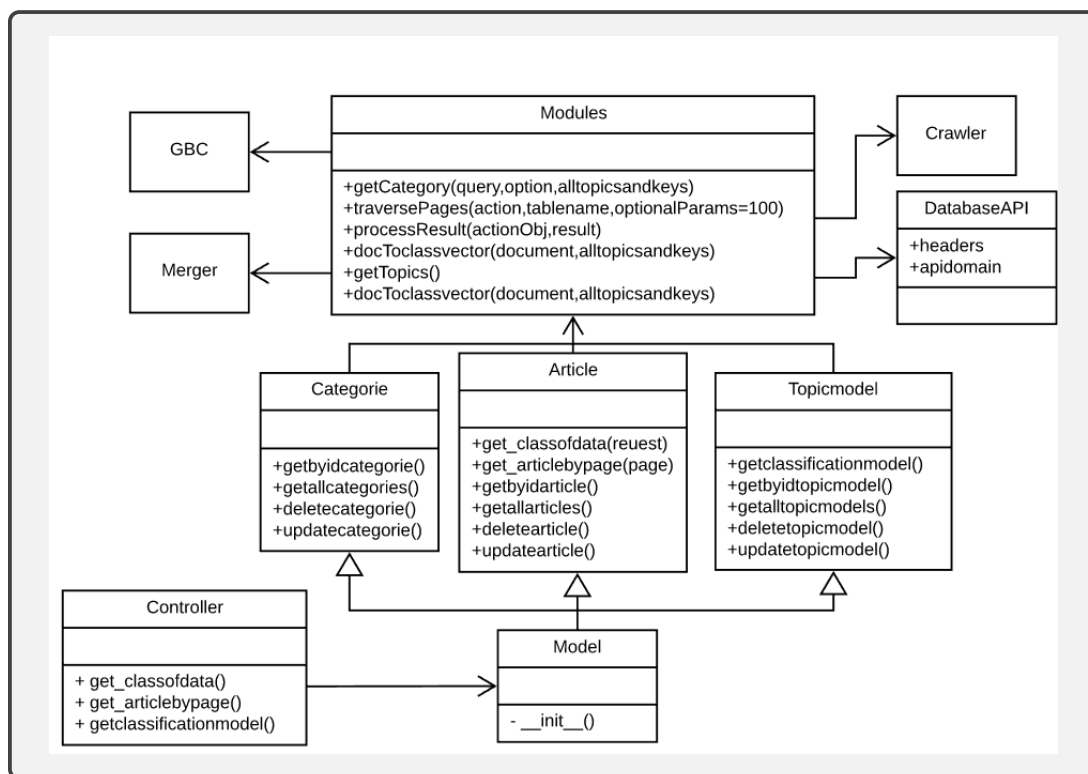 GBC
Merger
Modules
+getCategory(query,option,alltopicsandkeys)
+traversePages(action,tablename,optionalParams=100)
+processResult(actionObj,result)
+docToclassvector(document,alltopicsandkeys)
+getTopics()
+docToclassvector(document,alltopicsandkeys)
Crawler
DatabaseAPI
+headers
+apidomain
Categorie
+getbyidcategorie()
+getallcategories()
+deletecategorie()
+updatecategorie()
Article
+get_classofdata(reuest)
+get_articlebypage(page)
+getbyidarticle()
+getallarticles()
+deletearticle()
+updatearticle()
Topicmodel
+getclassificationmodel()
+getbyidtopicmodel()
+getalltopicmodels()
+deletetopicmodel()
+updatetopicmodel()
Controller
+ get_classofdata()
+ get_articlebypage()
+ getclassificationmodel()
Model
- __init__()